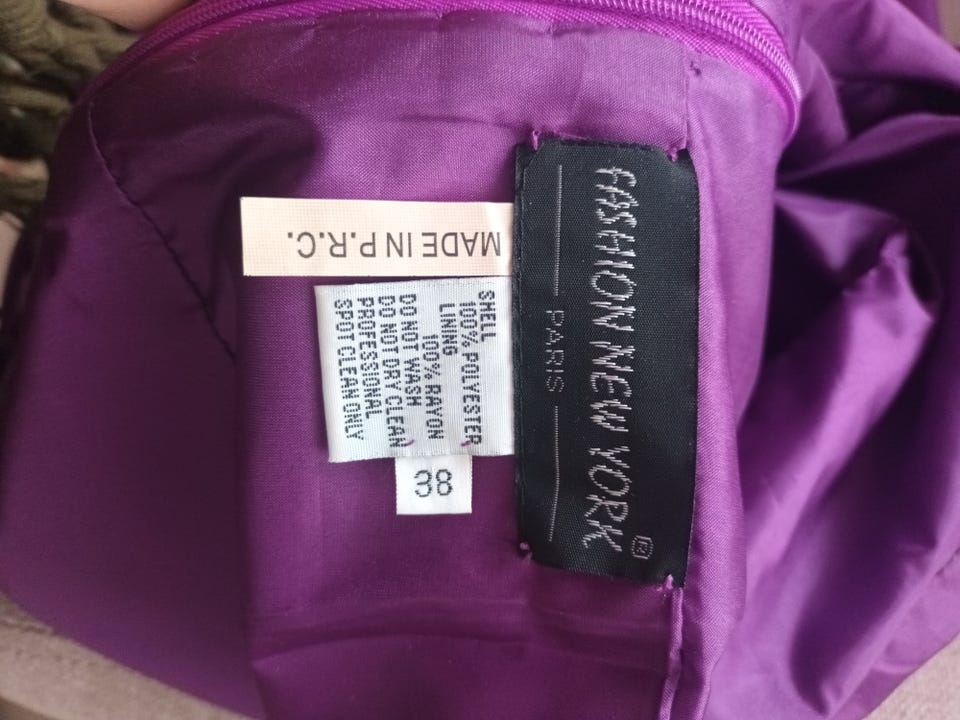 FASHION NEW YORK ®
PARIS
MADE IN P.R.C.
SHELL
100% POLYESTER
LINING
100% RAYON
DO NOT WASH
DO NOT DRY CLEAN
PROFESSIONAL
SPOT CLEAN ONLY
38